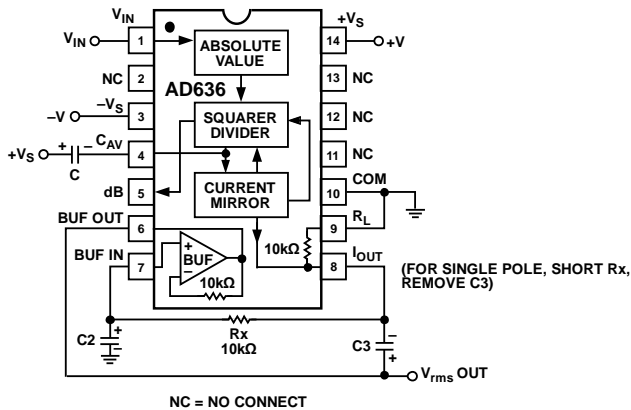 VIN
+VS
VIN
1
ABSOLUTE
VALUE
14
+V
NC
2
13
NC
AD636
–VS
–V
3
SQUARER
DIVIDER
12
NC
+VS
+
–
CAV
C
4
11
NC
COM
dB
5
CURRENT
MIRROR
10
BUF OUT
6
9
RL
10kΩ
BUF IN
7
+
BUF
–
10kΩ
8
IOUT
(FOR SINGLE POLE, SHORT Rx,
REMOVE C3)
C2
+
–
Rx
10kΩ
C3
–
+
Vrms OUT
NC = NO CONNECT